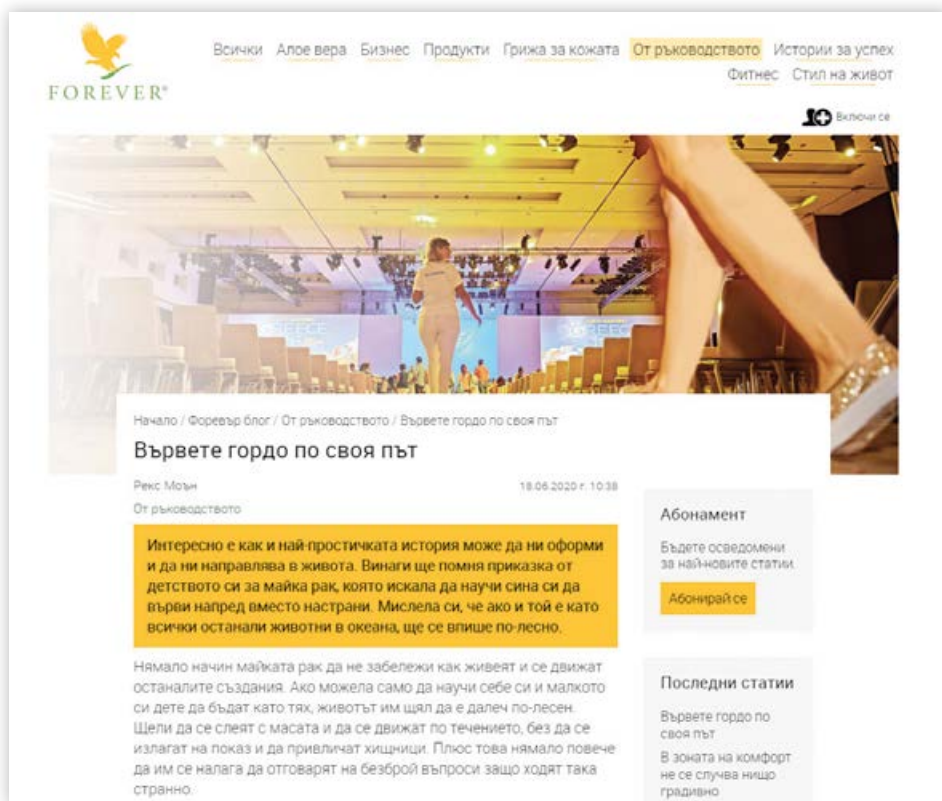 Всички Алое вера Бизнес Продукти Грижа за кожата От ръководството Истории за успех
Фитнес Стил на живот
FOREVER®
Включи се
GREECE
GREECE
Начало / Форевър блог / От ръководството / Вървете гордо по своя път
Вървете гордо по своя път
Рекс Моън
18.06.2020 г. 10:38
От ръководството
Интересно е как и най-простичката история може да ни оформи
и да ни направлява в живота. Винаги ще помня приказка от
детството си за майка рак, която искала да научи сина си да
върви напред вместо настрани. Мислела си, че ако и той е като
всички останали животни в океана, ще се впише по-лесно.
Нямало начин майката рак да не забележи как живеят и се движат
останалите създания. Ако можела само да научи себе си и малкото
си дете да бъдат като тях, животът им щял да е далеч по-лесен.
Щели да се слеят с масата и да се движат по течението, без да се
излагат на показ и да привличат хищници. Плюс това нямало повече
да им се налага да отговарят на безброй въпроси защо ходят така
странно.
Абонамент
Бъдете осведомени
за най-новите статии.
Абонирай се
Последни статии
Вървете гордо по
своя път
В зоната на комфорт
не се случва нищо
градивно